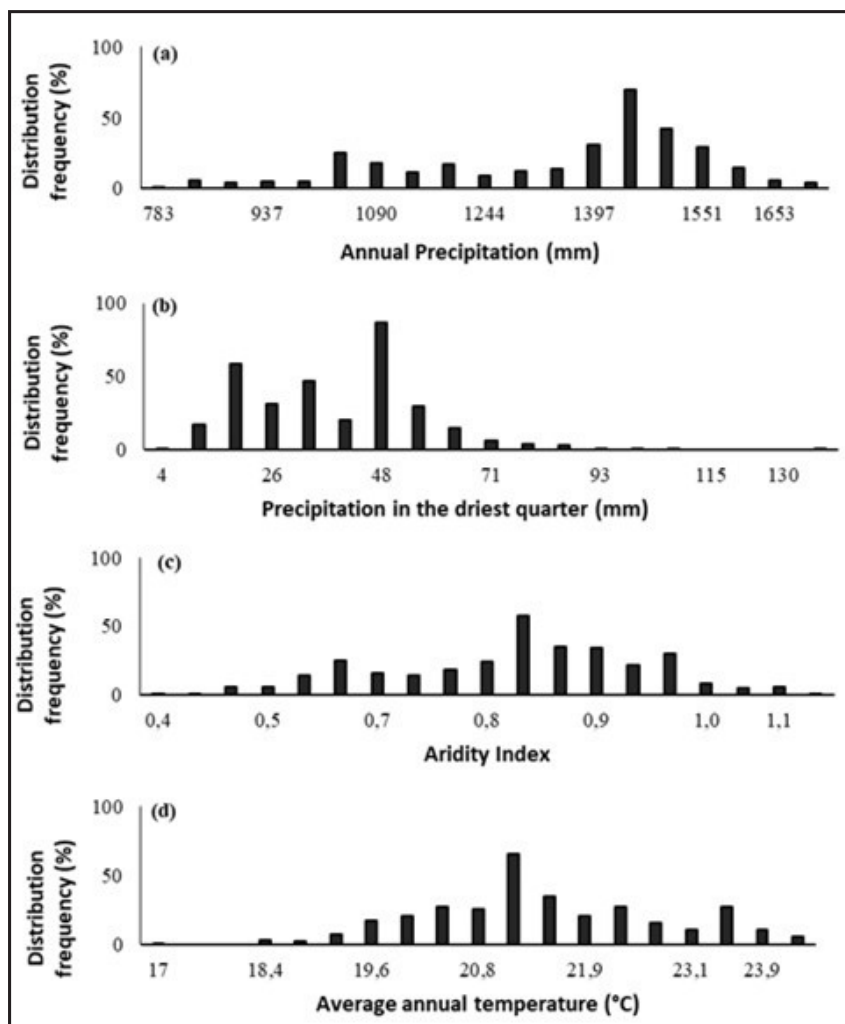 (a)
Distribution
frequency (%)
100
50
0
783 937 1090 1244 1397 1551 1653
Annual Precipitation (mm)
(b)
Distribution
frequency (%)
100
50
0
4 26 48 71 93 115 130
Precipitation in the driest quarter (mm)
(c)
Distribution
frequency (%)
100
50
0
0,4 0,5 0,7 0,8 0,9 1,0 1,1
Aridity Index
(d)
Distribution
frequency (%)
100
50
0
17 18,4 19,6 20,8 21,9 23,1 23,9
Average annual temperature (°C)